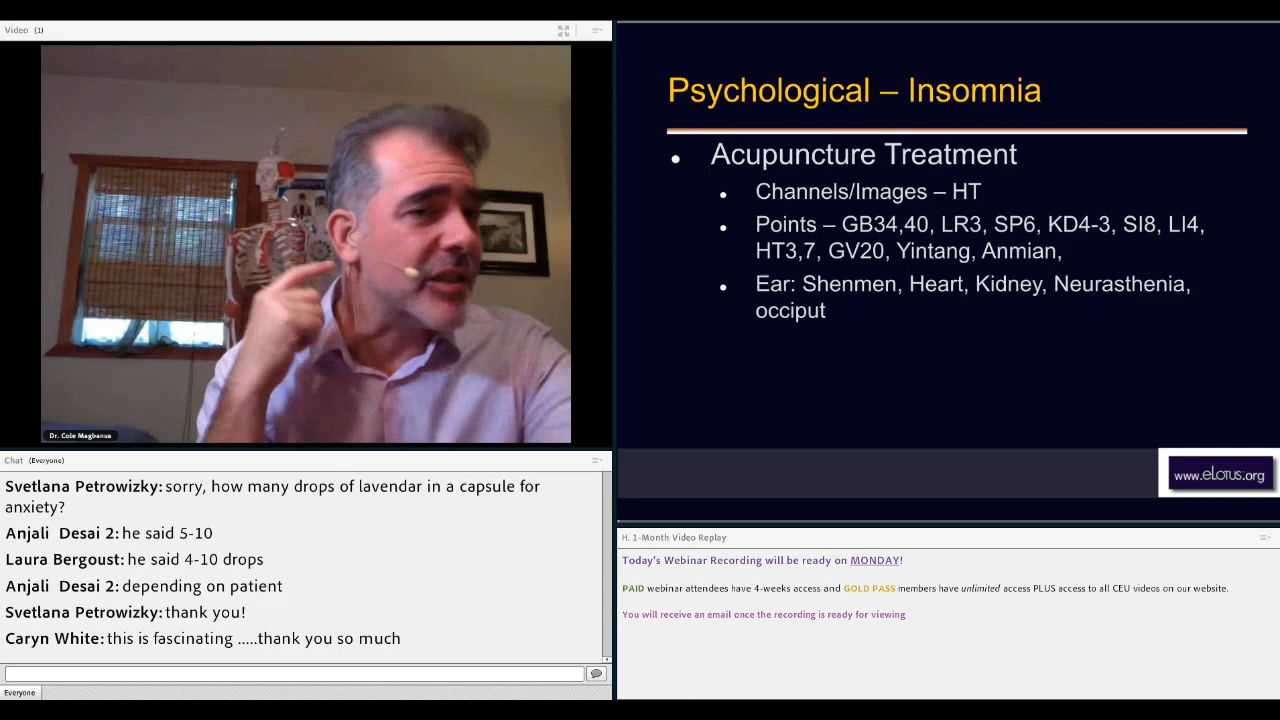 Video (1)
Dr. Cole Magbanua
Chat (Everyone)
Svetlana Petrowizky: sorry, how many drops of lavendar in a capsule for
anxiety?
Anjali Desai 2: he said 5-10
Laura Bergoust: he said 4-10 drops
Anjali Desai 2: depending on patient
Svetlana Petrowizky: thank you!
Caryn White: this is fascinating .....thank you so much
Everyone
Psychological – Insomnia
• Acupuncture Treatment
• Channels/Images – HT
• Points – GB34,40, LR3, SP6, KD4-3, SI8, LI4,
HT3,7, GV20, Yintang, Anmian,
• Ear: Shenmen, Heart, Kidney, Neurasthenia,
occiput
www.eLotus.org
H. 1-Month Video Replay
Today's Webinar Recording will be ready on MONDAY!
PAID webinar attendees have 4-weeks access and GOLD PASS members have unlimited access PLUS access to all CEU videos on our website.
You will receive an email once the recording is ready for viewing